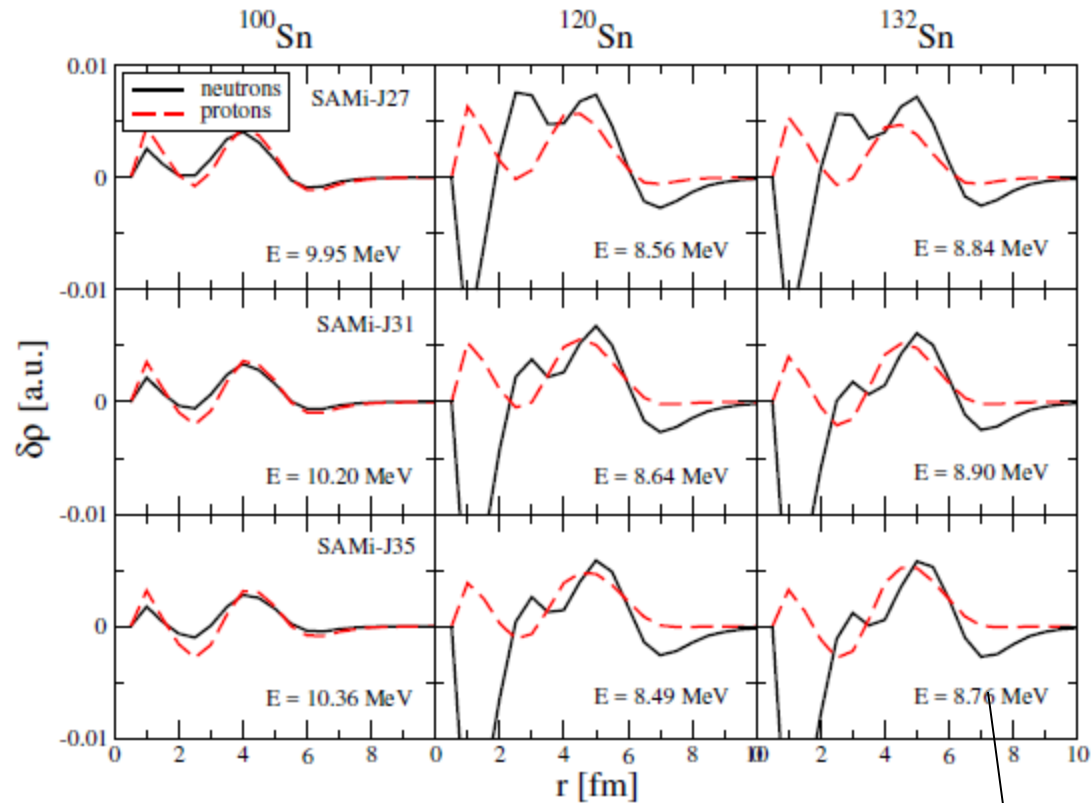 100Sn 120Sn 132Sn
0.01
neutrons
protons
SAMi-J27
0
E = 9.95 MeV E = 8.56 MeV E = 8.84 MeV
-0.01
SAMi-J31
0
E = 10.20 MeV E = 8.64 MeV E = 8.90 MeV
-0.01
SAMi-J35
0
E = 10.36 MeV E = 8.49 MeV E = 8.76 MeV
-0.01
0 2 4 6 8 0 2 4 6 8 10 0 2 4 6 8 10
r [fm]
δρ [a.u.]